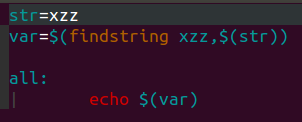 str=xzz
var=$(findstring xzz,$(str))
all:
echo $(var)